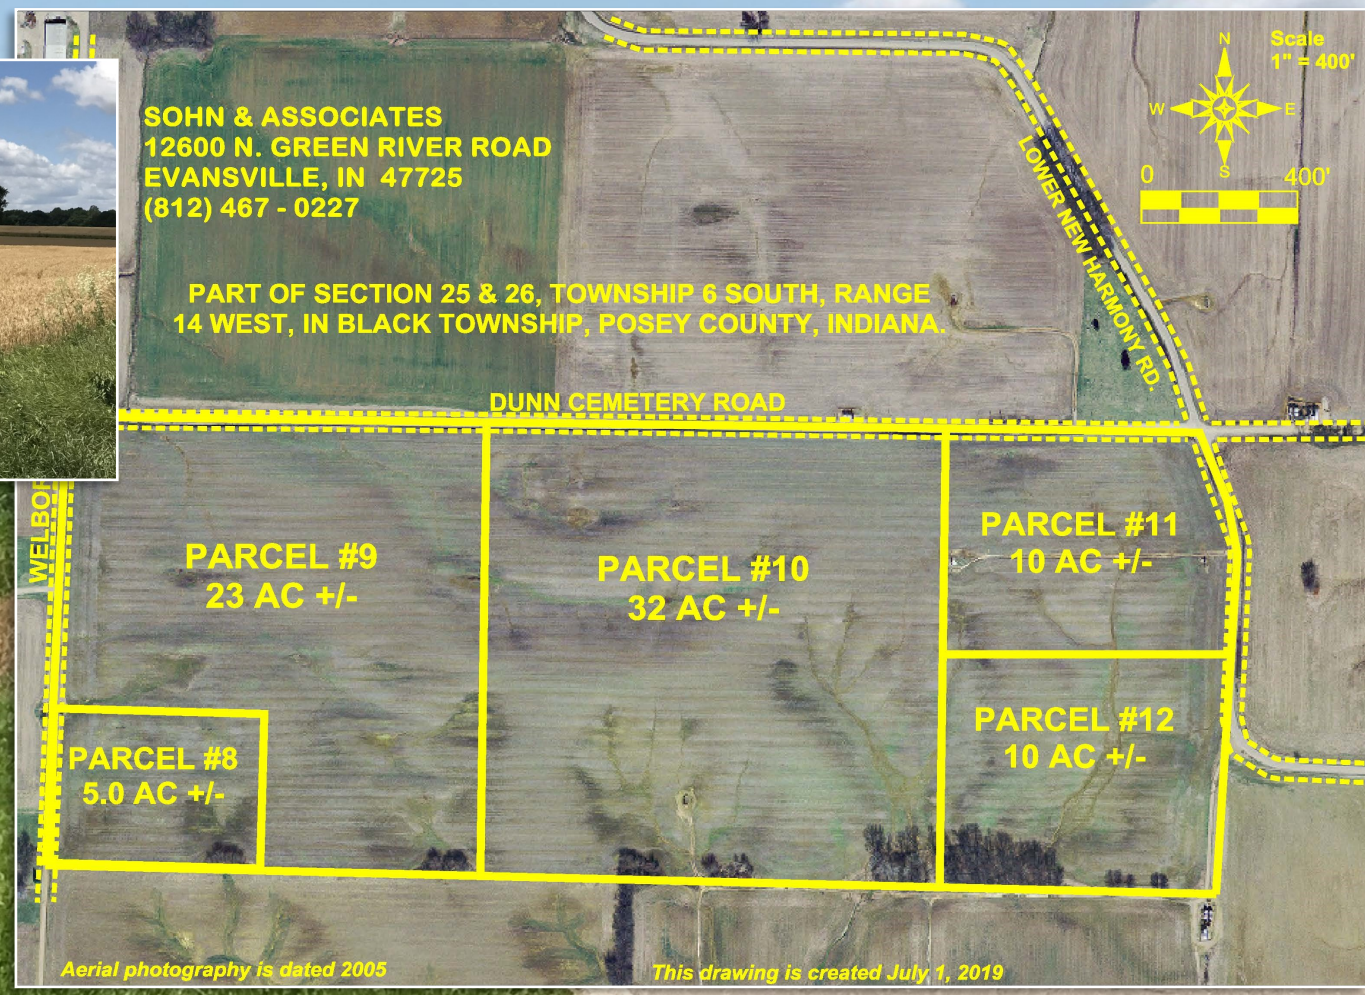 SOHN & ASSOCIATES
12600 N. GREEN RIVER ROAD
EVANSVILLE, IN 47725
(812) 467 - 0227
N
Scale
1" = 400'
W
E
S
0
400'
LOWER NEW HARMONY RD.
PART OF SECTION 25 & 26, TOWNSHIP 6 SOUTH, RANGE
14 WEST, IN BLACK TOWNSHIP, POSEY COUNTY, INDIANA.
DUNN CEMETERY ROAD
PARCEL #9
23 AC +/-
PARCEL #10
32 AC +/-
PARCEL #11
10 AC +/-
PARCEL #8
5.0 AC +/-
PARCEL #12
10 AC +/-
Aerial photography is dated 2005
This drawing is created July 1, 2019